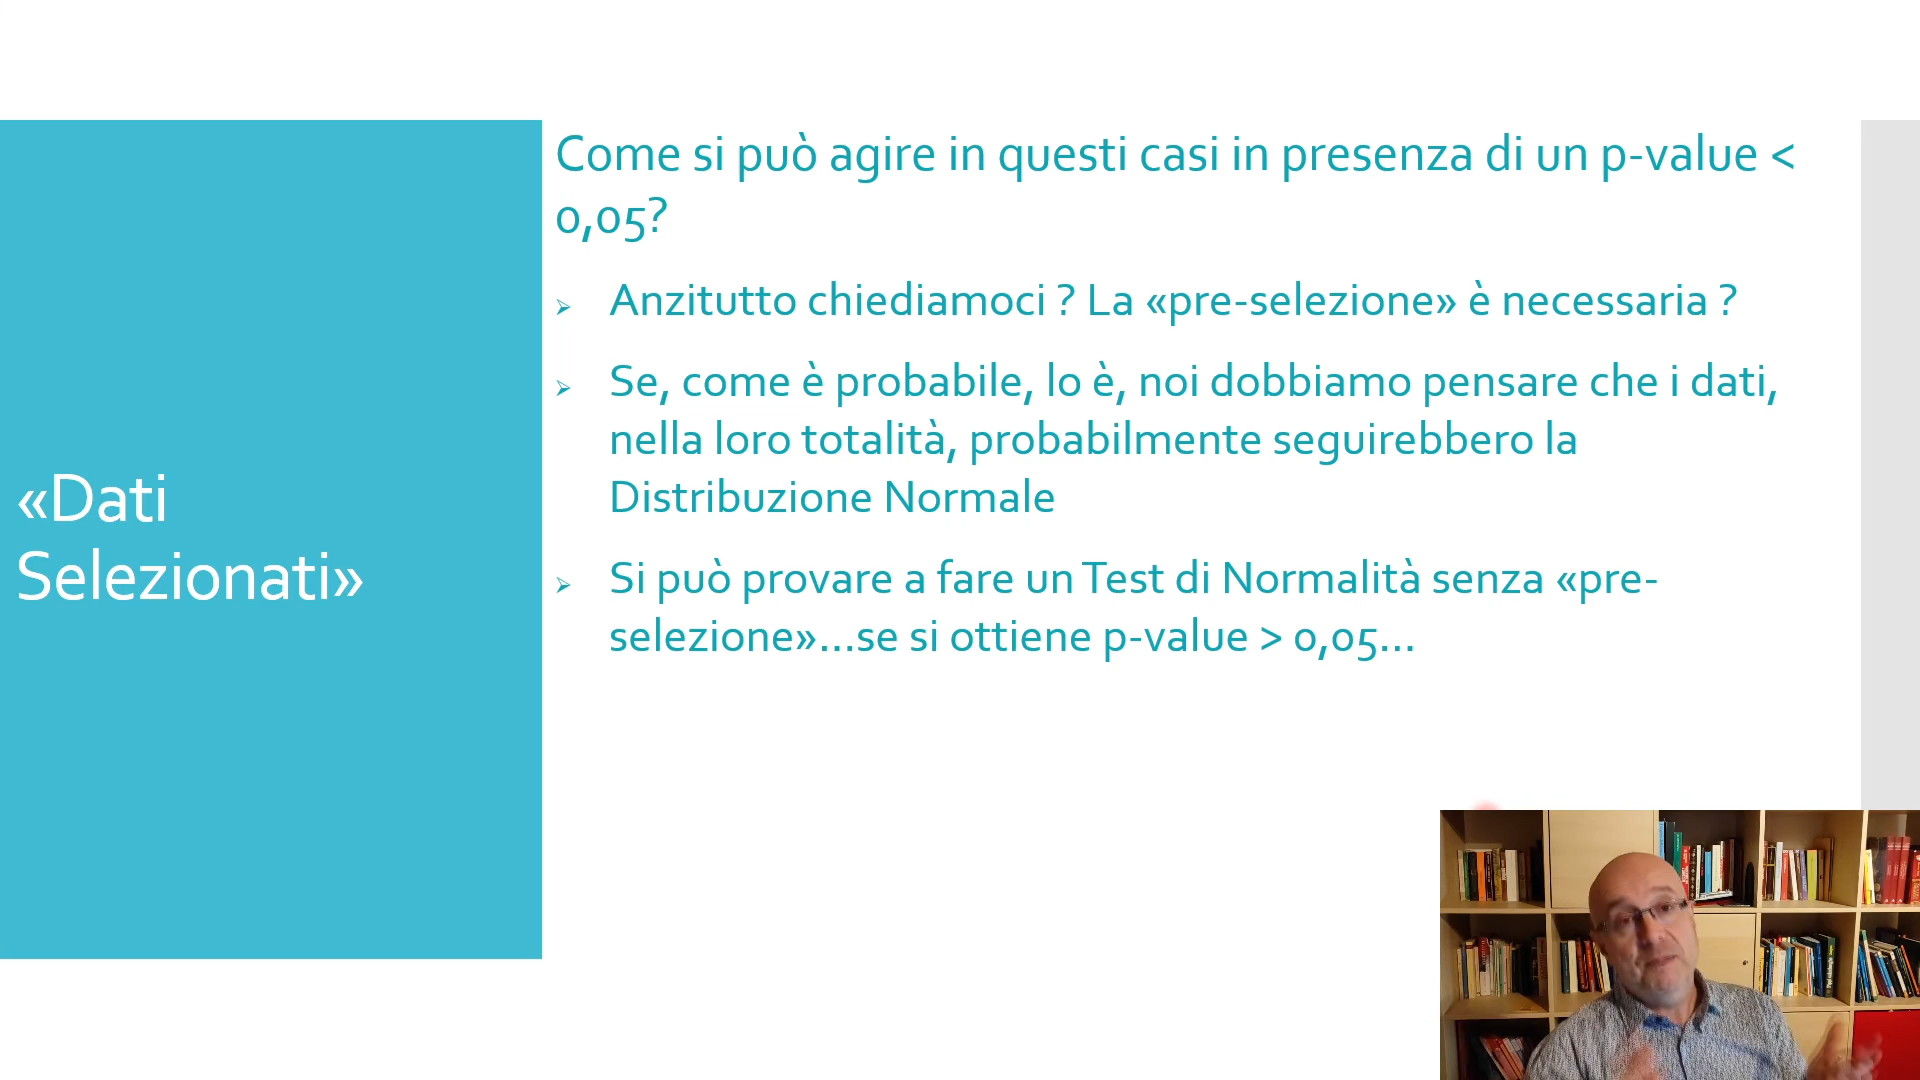 Come si può agire in questi casi in presenza di un p-value <
0,05?
Anzitutto chiediamoci ? La «pre-selezione» è necessaria ?
Se, come è probabile, lo è, noi dobbiamo pensare che i dati,
nella loro totalità, probabilmente seguirebbero la
Distribuzione Normale
Si può provare a fare un Test di Normalità senza «pre-
selezione»...se si ottiene p-value > 0,05...
«Dati
Selezionati»